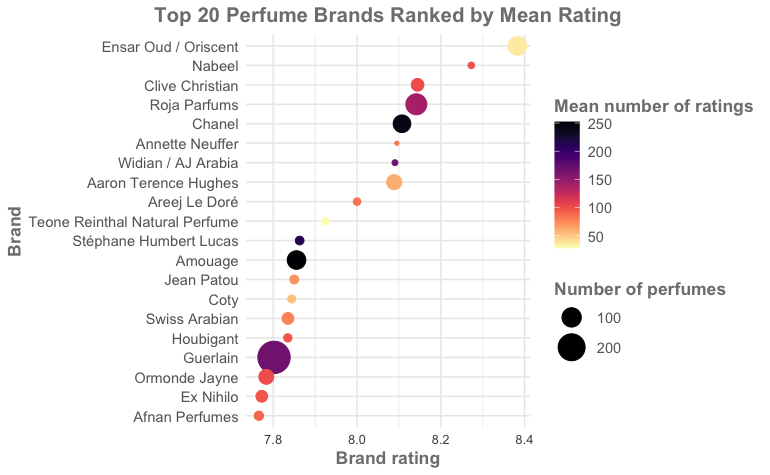 Top 20 Perfume Brands Ranked by Mean Rating
Brand
Ensar Oud / Oriscent
Nabeel
Clive Christian
Roja Parfums
Chanel
Annette Neuffer
Widian / AJ Arabia
Aaron Terence Hughes
Areej Le Doré
Teone Reinthal Natural Perfume
Stéphane Humbert Lucas
Amouage
Jean Patou
Coty
Swiss Arabian
Houbigant
Guerlain
Ormonde Jayne
Ex Nihilo
Afnan Perfumes
7.8 8.0 8.2 8.4
Brand rating
Mean number of ratings
250
200
150
100
50
Number of perfumes
100
200